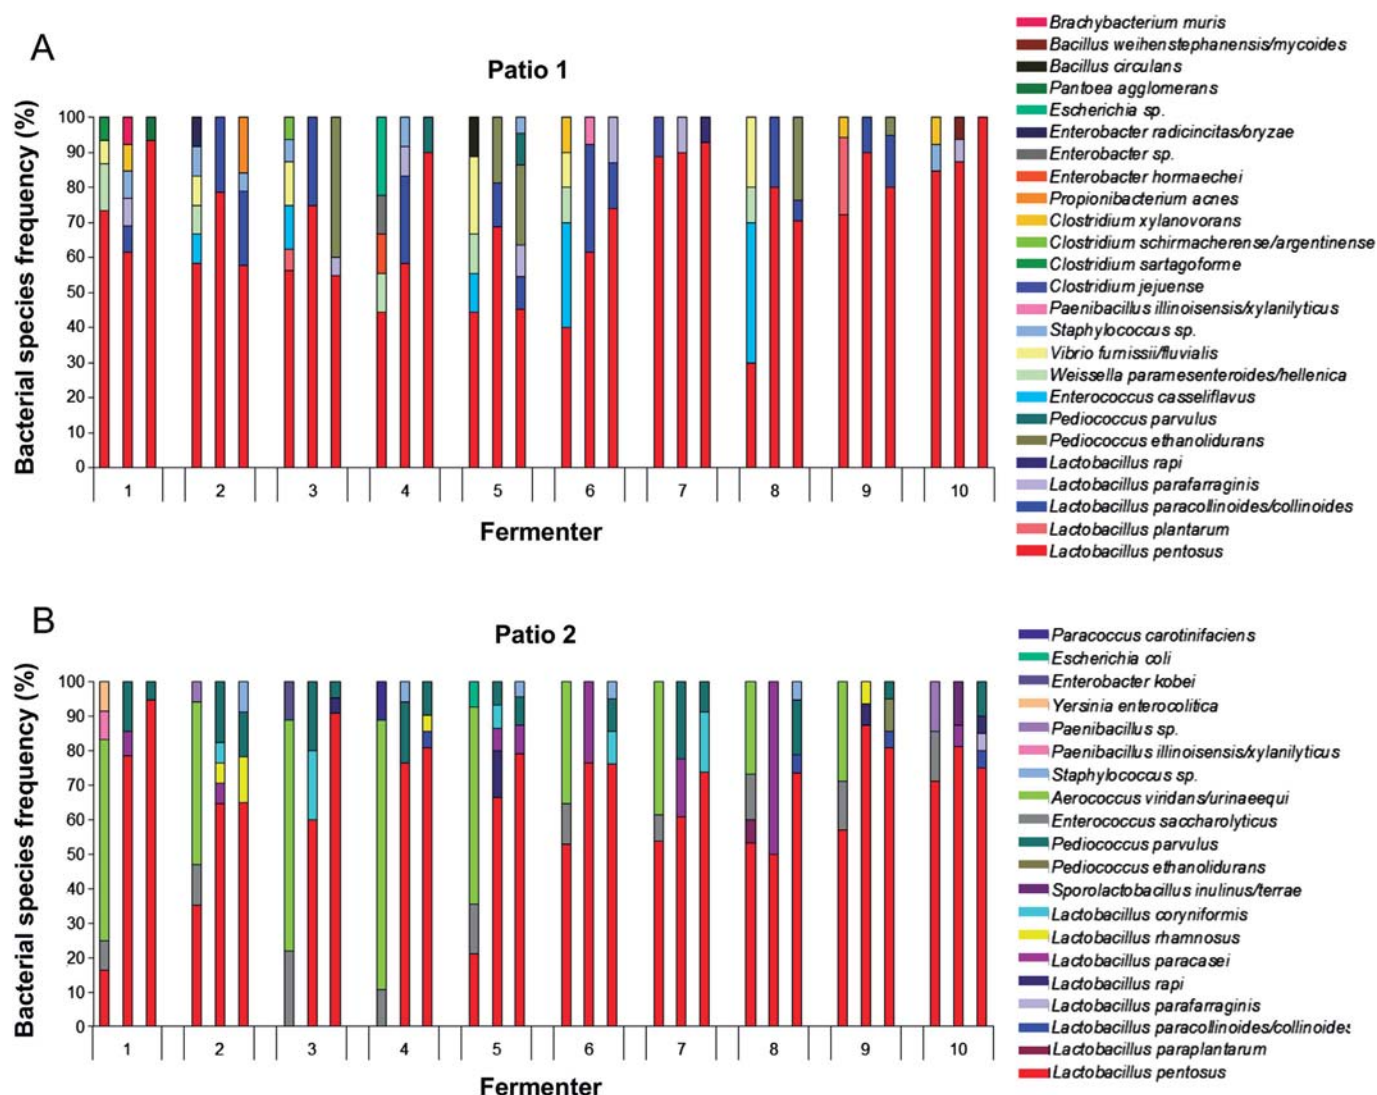 A
Patio 1
Bacterial species frequency (%)
100
90
80
70
60
50
40
30
20
10
0
1 2 3 4 5 6 7 8 9 10
Fermenter
Brachybacterium muris
Bacillus weihenstephanensis/mycoides
Bacillus circulans
Pantoea agglomerans
Escherichia sp.
Enterobacter radicincitas/oryzae
Enterobacter sp.
Enterobacter hormaechei
Propionibacterium acnes
Clostridium xylanovorans
Clostridium schirmacherense/argentinense
Clostridium sartagoforme
Clostridium jejuense
Paenibacillus illinoisensis/xylanilyticus
Staphylococcus sp.
Vibrio furnissii/fluvialis
Weissella paramesenteroides/hellenica
Enterococcus casseliflavus
Pediococcus parvulus
Pediococcus ethanolidurans
Lactobacillus rapi
Lactobacillus parafarraginis
Lactobacillus paracollinoides/collinoides
Lactobacillus plantarum
Lactobacillus pentosus
B
Patio 2
Bacterial species frequency (%)
100
90
80
70
60
50
40
30
20
10
0
1 2 3 4 5 6 7 8 9 10
Fermenter
Paracoccus carotinifaciens
Escherichia coli
Enterobacter kobei
Yersinia enterocolitica
Paenibacillus sp.
Paenibacillus illinoisensis/xylanilyticus
Staphylococcus sp.
Aerococcus viridans/urinaeequi
Enterococcus saccharolyticus
Pediococcus parvulus
Pediococcus ethanolidurans
Sporolactobacillus inulinus/terrae
Lactobacillus coryniformis
Lactobacillus rhamnosus
Lactobacillus paracasei
Lactobacillus rapi
Lactobacillus parafarraginis
Lactobacillus paracollinoides/collinoides
Lactobacillus paraplantarum
Lactobacillus pentosus